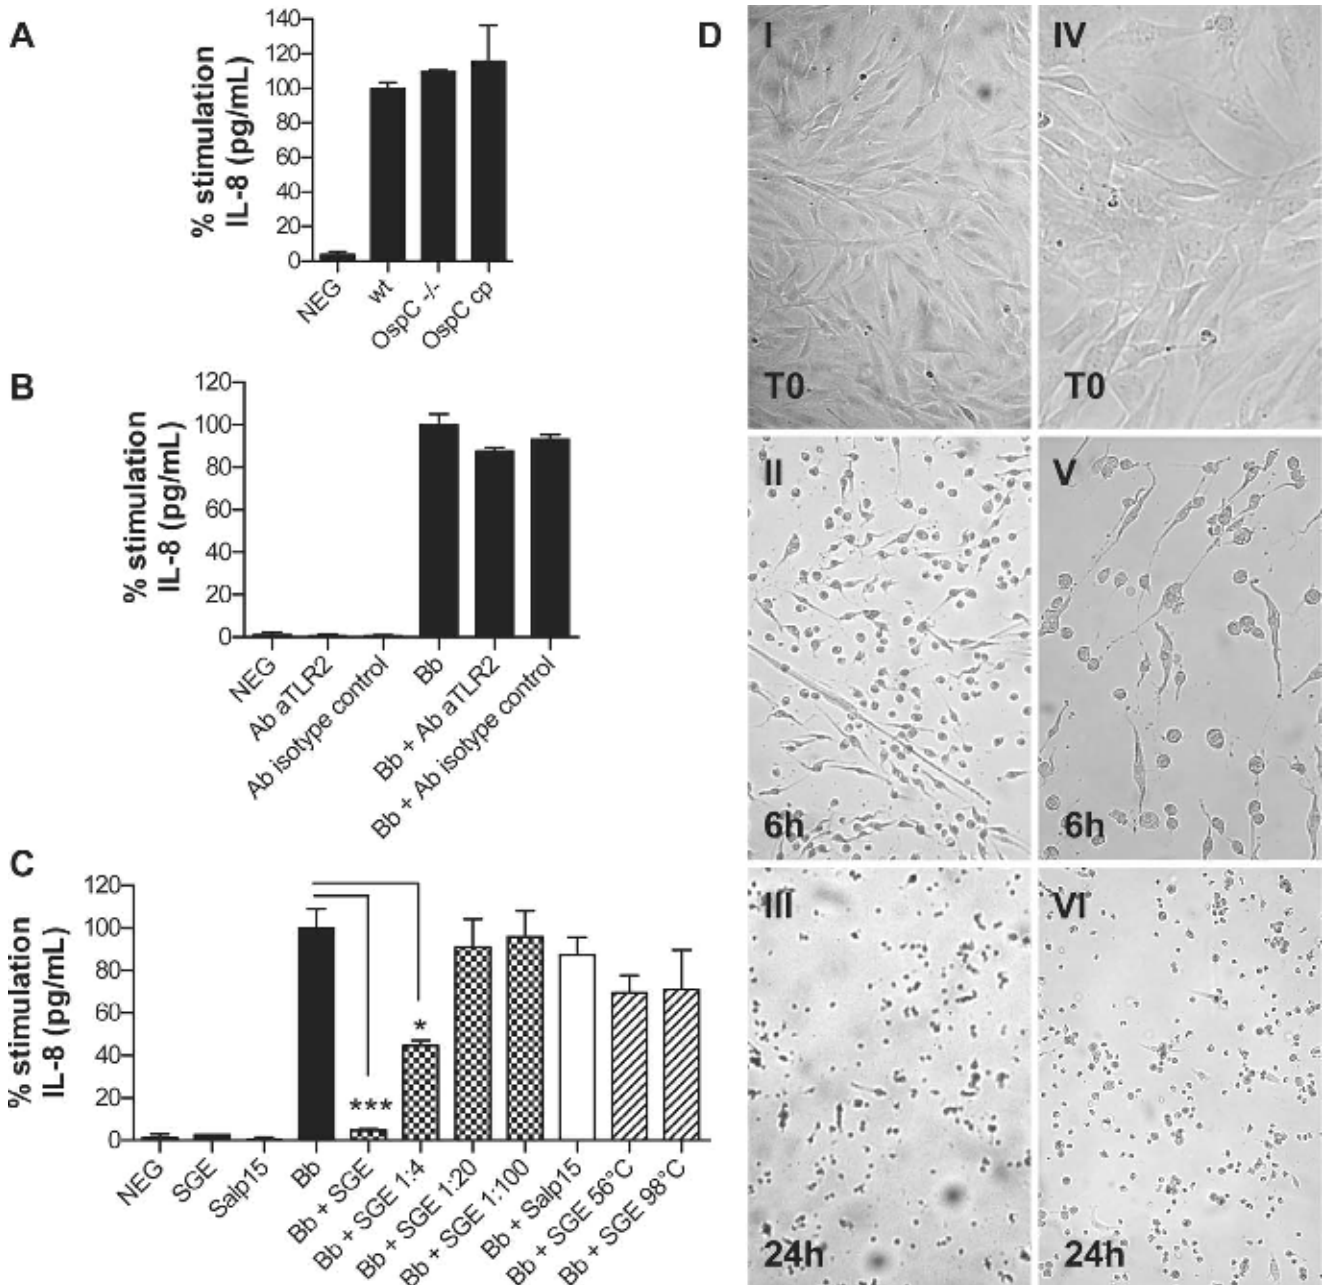 A
% stimulation
IL-8 (pg/mL)
140
120
100
80
60
40
20
0
NEG
wt
OspC -/-
OspC cp
B
% stimulation
IL-8 (pg/mL)
120
100
80
60
40
20
0
NEG
Ab aTLR2
Ab isotype control
Bb
Bb + Ab aTLR2
Bb + Ab isotype control
C
% stimulation
IL-8 (pg/mL)
120
100
80
60
40
20
0
***
*
NEG
SGE
Salp15
Bb
Bb + SGE
Bb + SGE 1:4
Bb + SGE 1:20
Bb + SGE 1:100
Bb + Salp15
Bb + SGE 56°C
Bb + SGE 98°C
D
I
T0
IV
T0
II
6h
V
6h
III
24h
VI
24h